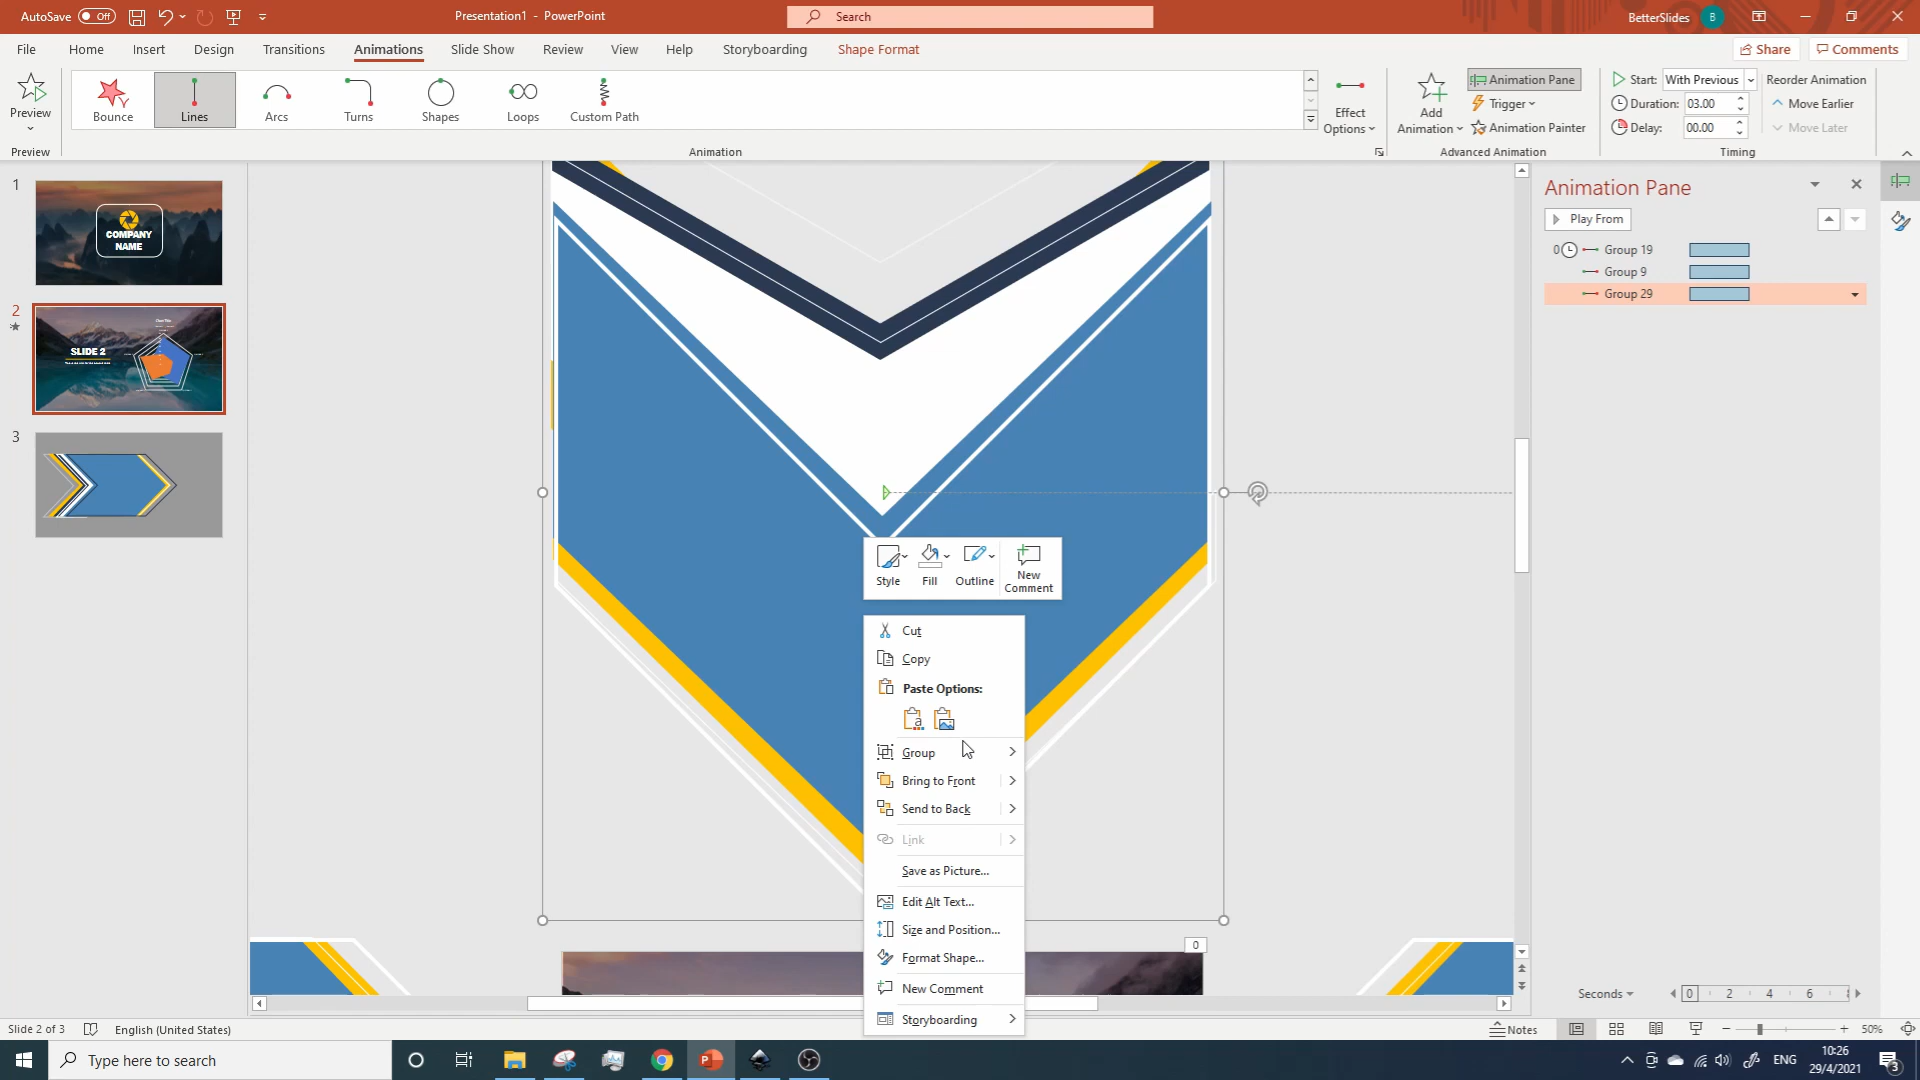 AutoSave Off
Presentation1 - PowerPoint
Search
BetterSlides B
File Home Insert Design Transitions Animations Slide Show Review View Help Storyboarding Shape Format
Share Comments
Preview
Bounce Lines Arcs Turns Shapes Loops Custom Path
Effect
Options
Add
Animation
Animation Pane
Trigger
Animation Painter
Start: With Previous
Duration: 03.00
Delay: 00.00
Reorder Animation
Move Earlier
Move Later
Preview Animation Advanced Animation Timing
1
COMPANY
NAME
2
SLIDE 2
3
Animation Pane
Play From
0 Group 19
Group 9
Group 29
Style Fill Outline New
Comment
Cut
Copy
Paste Options:
a
Group
Bring to Front
Send to Back
Link
Save as Picture...
Edit Alt Text...
Size and Position...
Format Shape...
New Comment
Storyboarding
0
Seconds 0 2 4 6
Slide 2 of 3 English (United States)
Notes 50%
Type here to search
ENG
10:26
29/4/2021
3